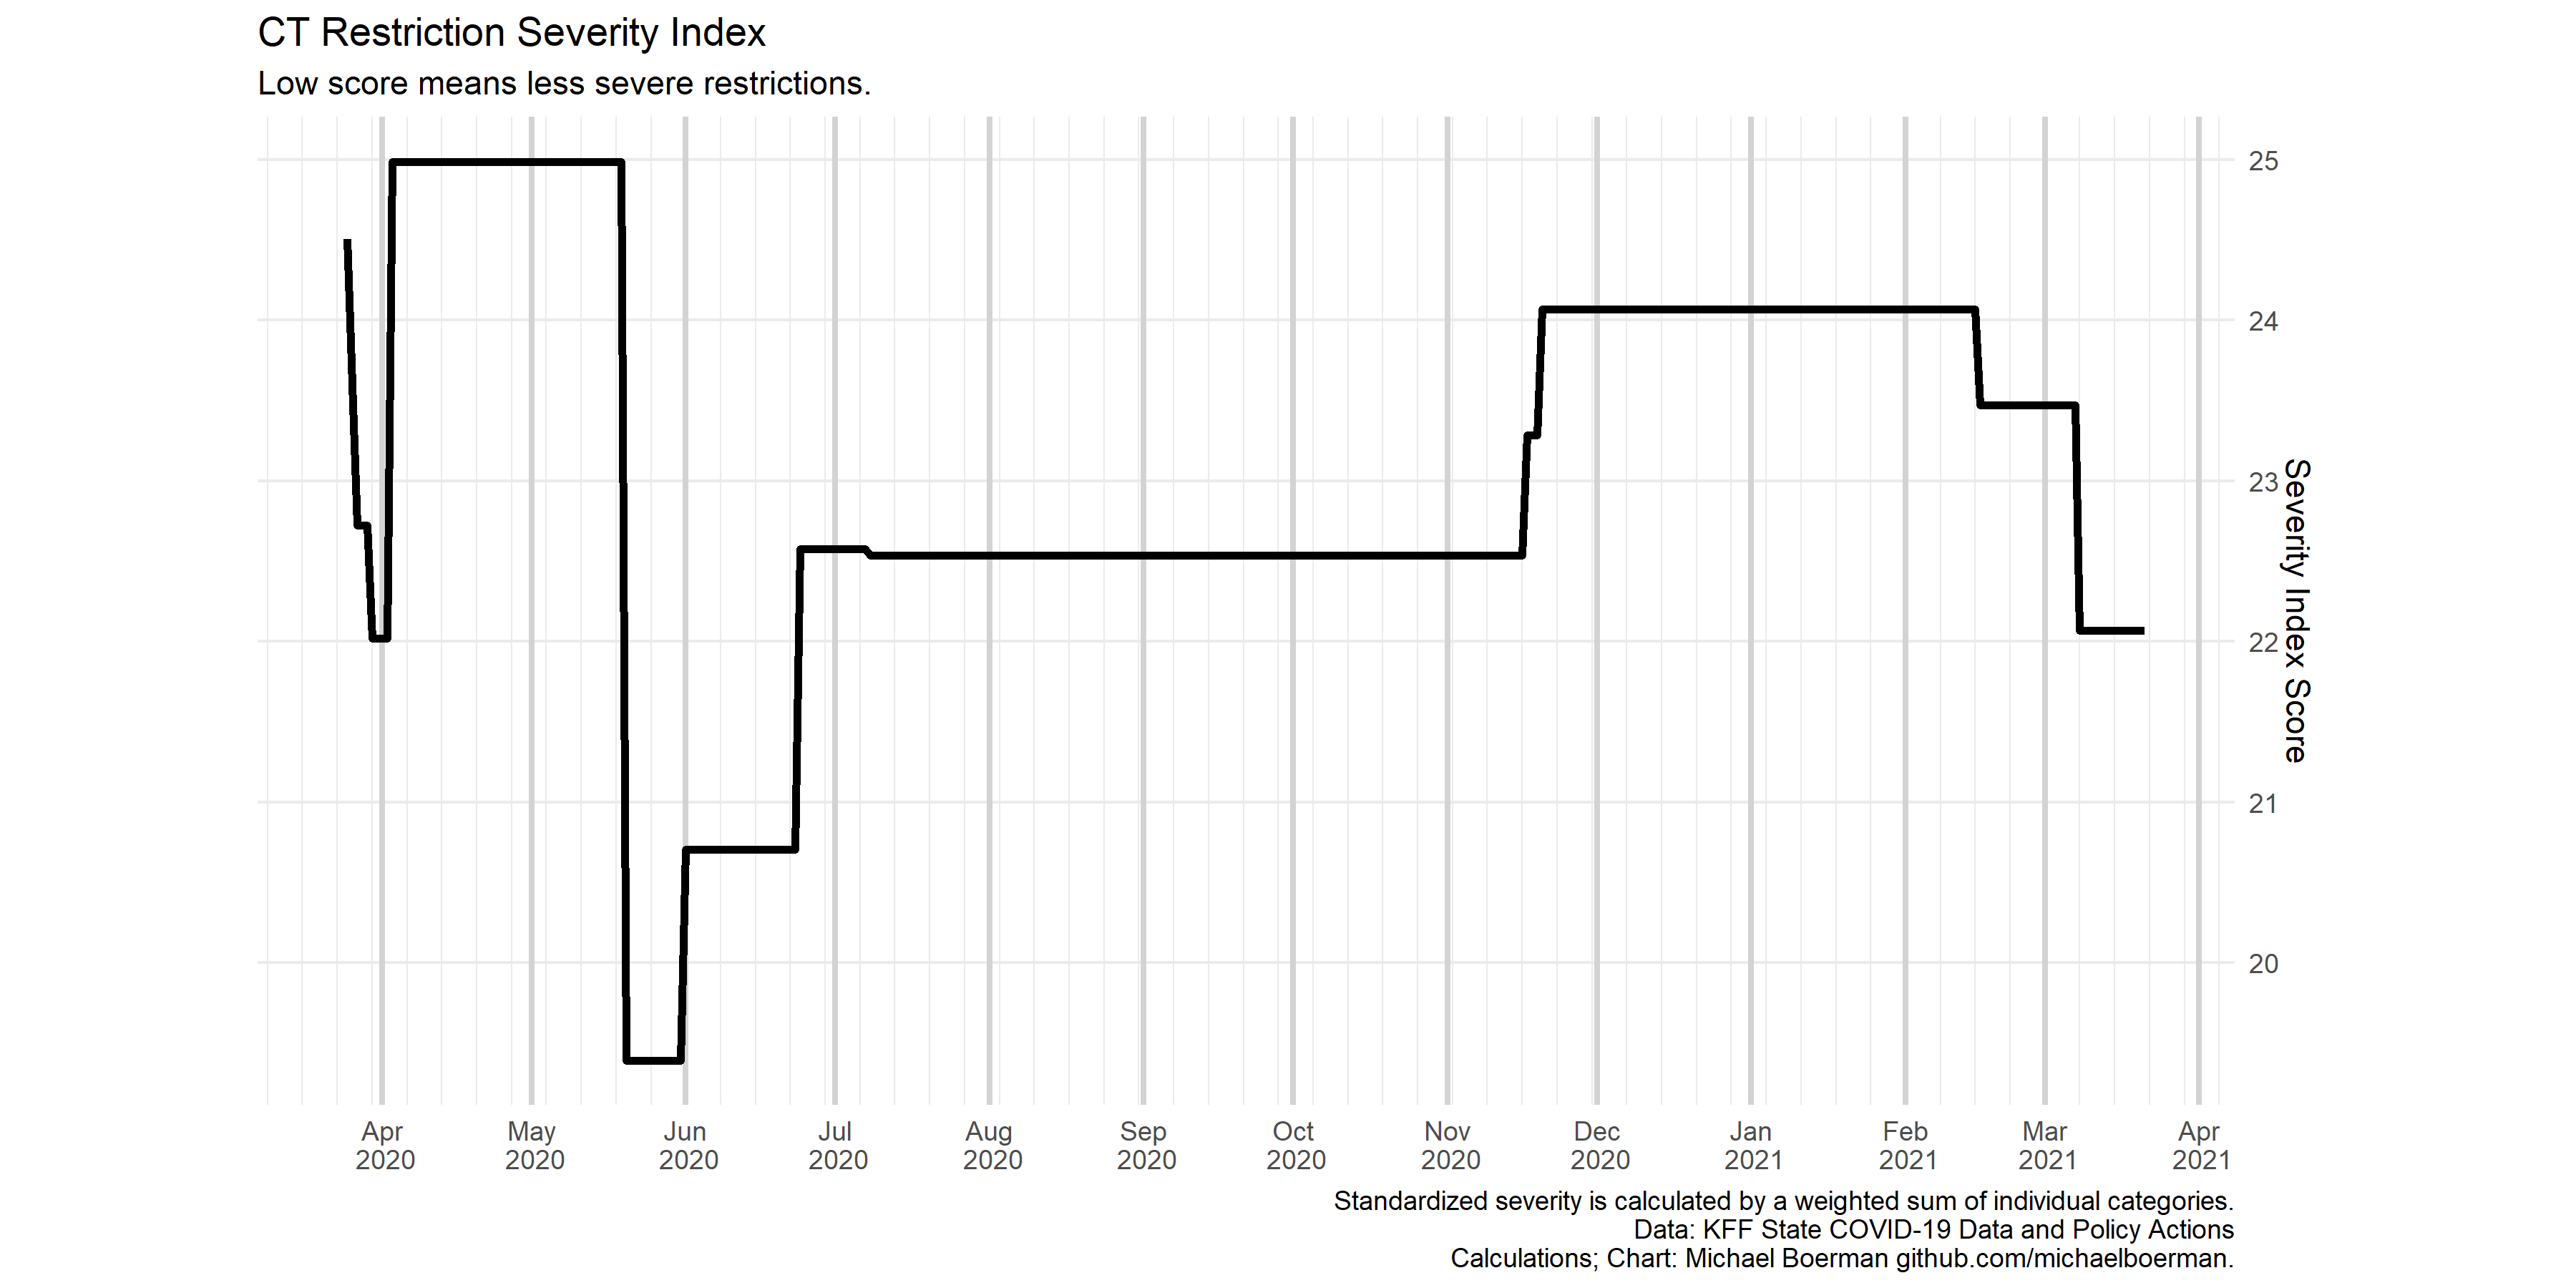 CT Restriction Severity Index
Low score means less severe restrictions.
25
24
23
22
21
20
Severity Index Score
Apr
2020
May
2020
Jun
2020
Jul
2020
Aug
2020
Sep
2020
Oct
2020
Nov
2020
Dec
2020
Jan
2021
Feb
2021
Mar
2021
Apr
2021
Standardized severity is calculated by a weighted sum of individual categories.
Data: KFF State COVID-19 Data and Policy Actions
Calculations; Chart: Michael Boerman github.com/michaelboerman.